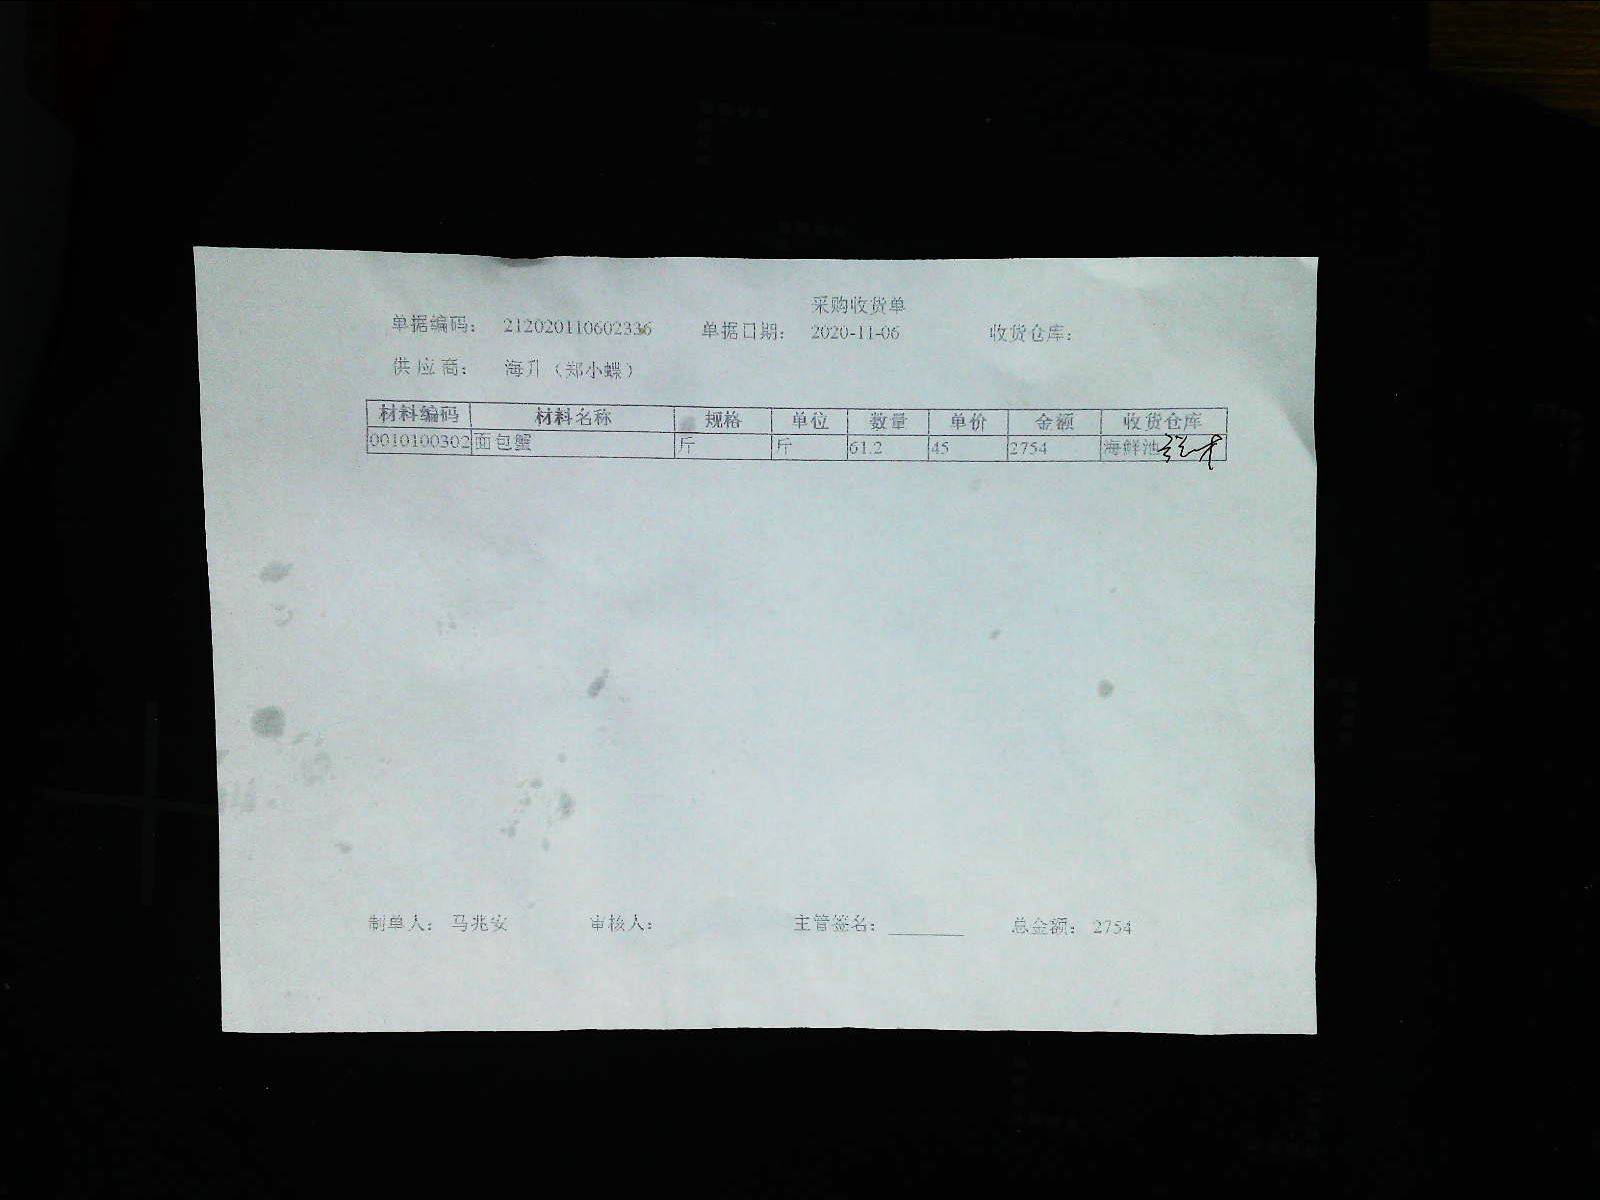 采购收货单
单据编码： 212020110602336 单据日期： 2020-11-06 收货仓库：
供应商： 海升（郑小蝶）
材料编码 材料名称 规格 单位 数量 单价 金额 收货仓库
0010100302 面包蟹 斤 斤 61.2 45 2754 海鲜池
制单人： 马兆安 审核人： 主管签名： 总金额： 2754